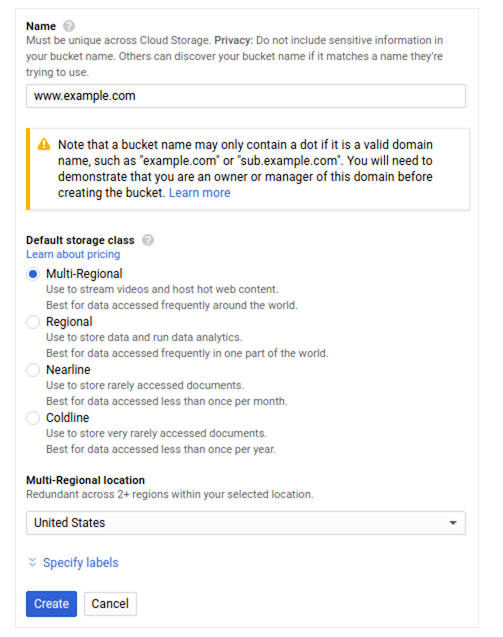 Name
Must be unique across Cloud Storage. Privacy: Do not include sensitive information in
your bucket name. Others can discover your bucket name if it matches a name they're
trying to use.
www.example.com
Note that a bucket name may only contain a dot if it is a valid domain
name, such as "example.com" or "sub.example.com". You will need to
demonstrate that you are an owner or manager of this domain before
creating the bucket. Learn more
Default storage class
Learn about pricing
Multi-Regional
Use to stream videos and host hot web content.
Best for data accessed frequently around the world.
Regional
Use to store data and run data analytics.
Best for data accessed frequently in one part of the world.
Nearline
Use to store rarely accessed documents.
Best for data accessed less than once per month.
Coldline
Use to store very rarely accessed documents.
Best for data accessed less than once per year.
Multi-Regional location
Redundant across 2+ regions within your selected location.
United States
Specify labels
Create Cancel